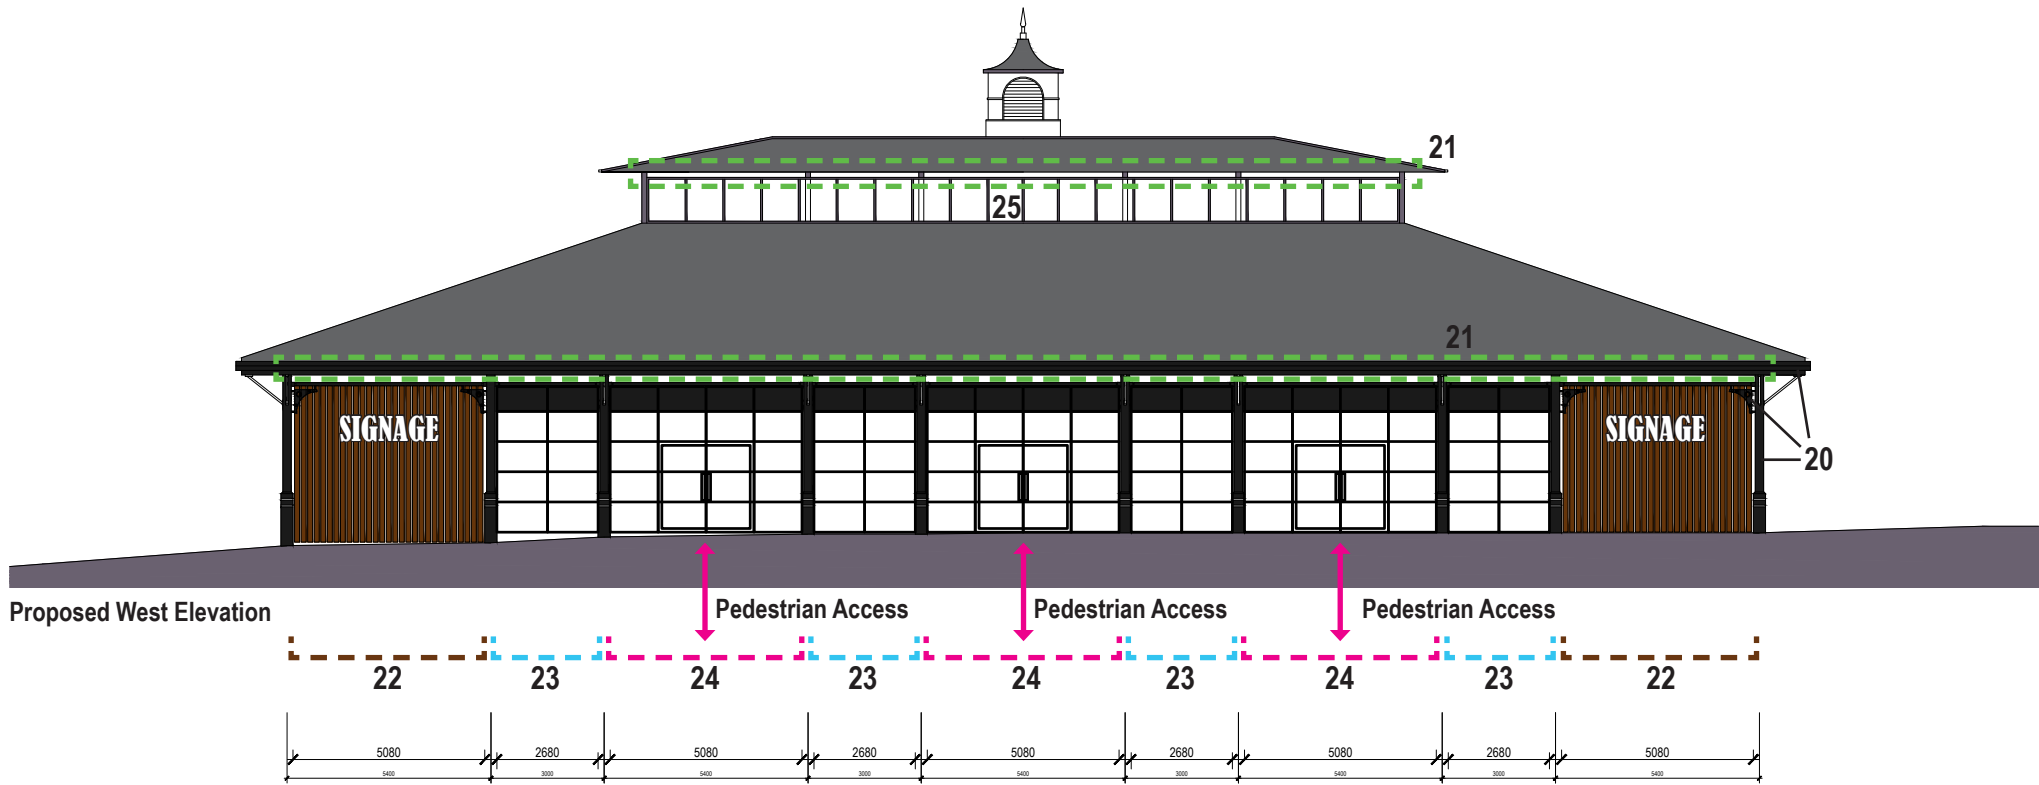 21
25
21
SIGNAGE
SIGNAGE
20
Proposed West Elevation
Pedestrian Access
Pedestrian Access
Pedestrian Access
22 23 24 23 24 23 24 23 22
5080 2680 5080 2680 5080 2680 5080 2680 5080
5400 3000 5400 3000 5400 3000 5400 3000 5400